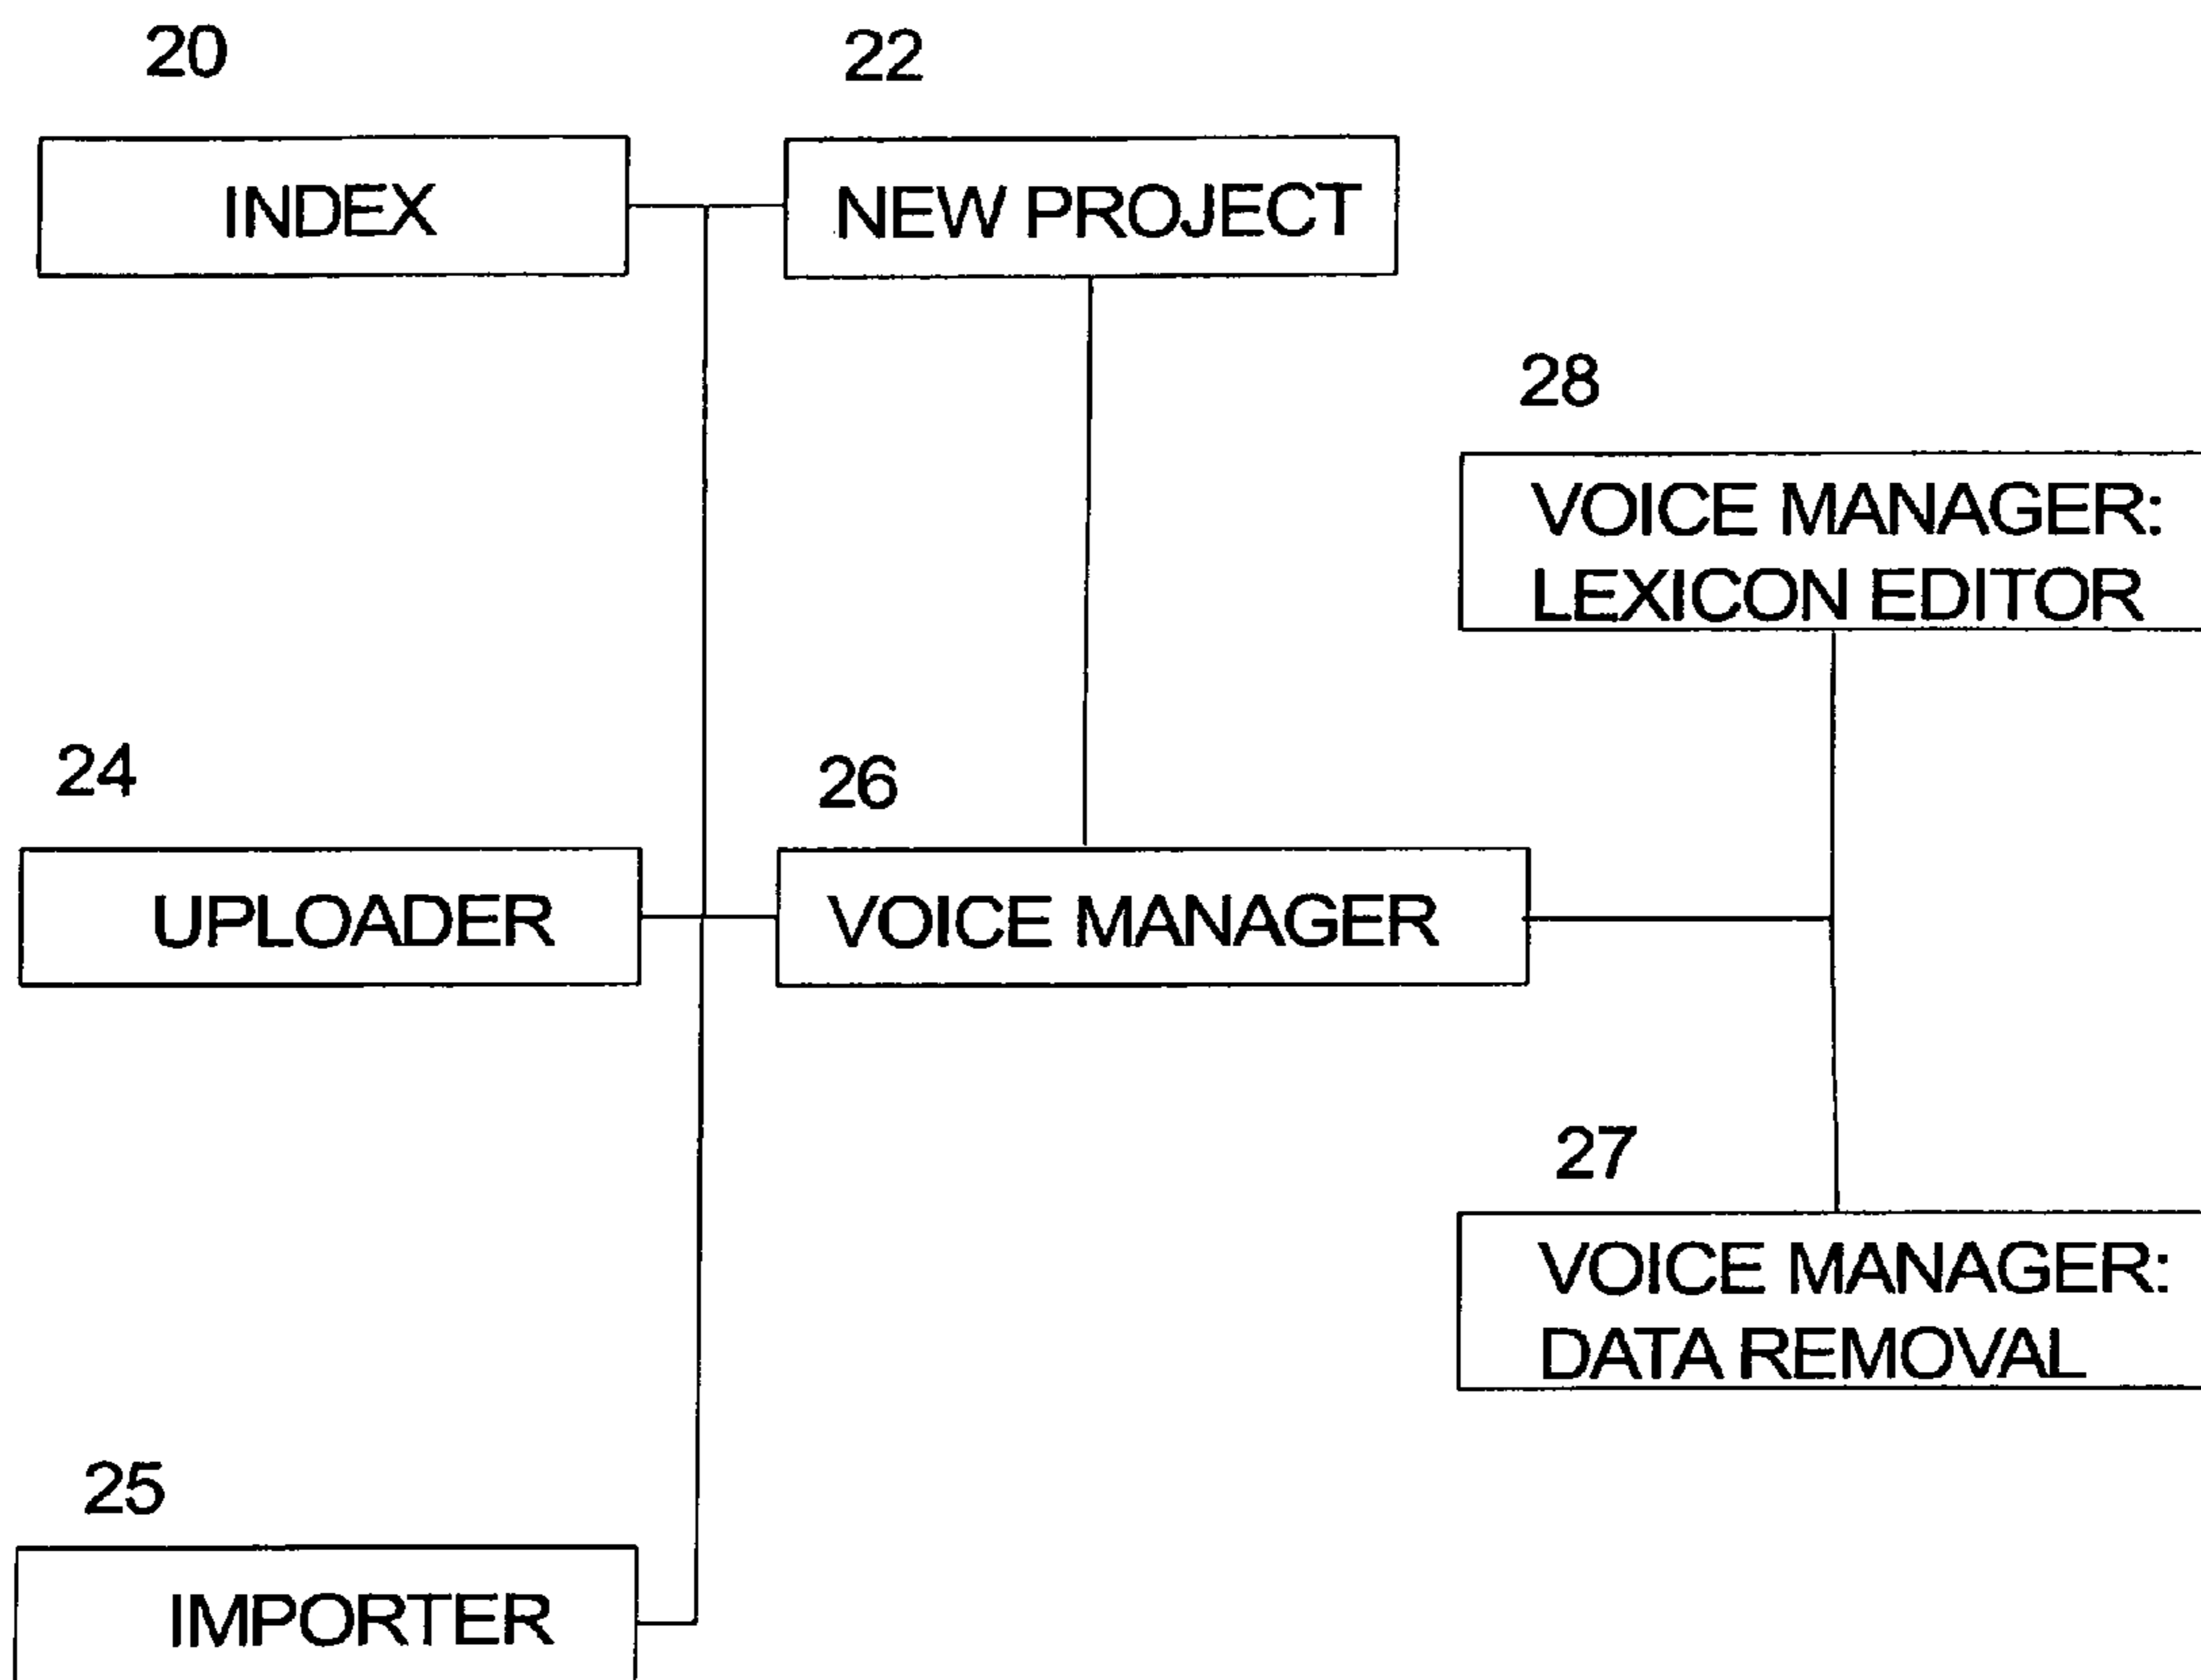 20
22
INDEX
NEW PROJECT
28
VOICE MANAGER:
LEXICON EDITOR
24
26
UPLOADER
VOICE MANAGER
27
VOICE MANAGER:
DATA REMOVAL
25
IMPORTER